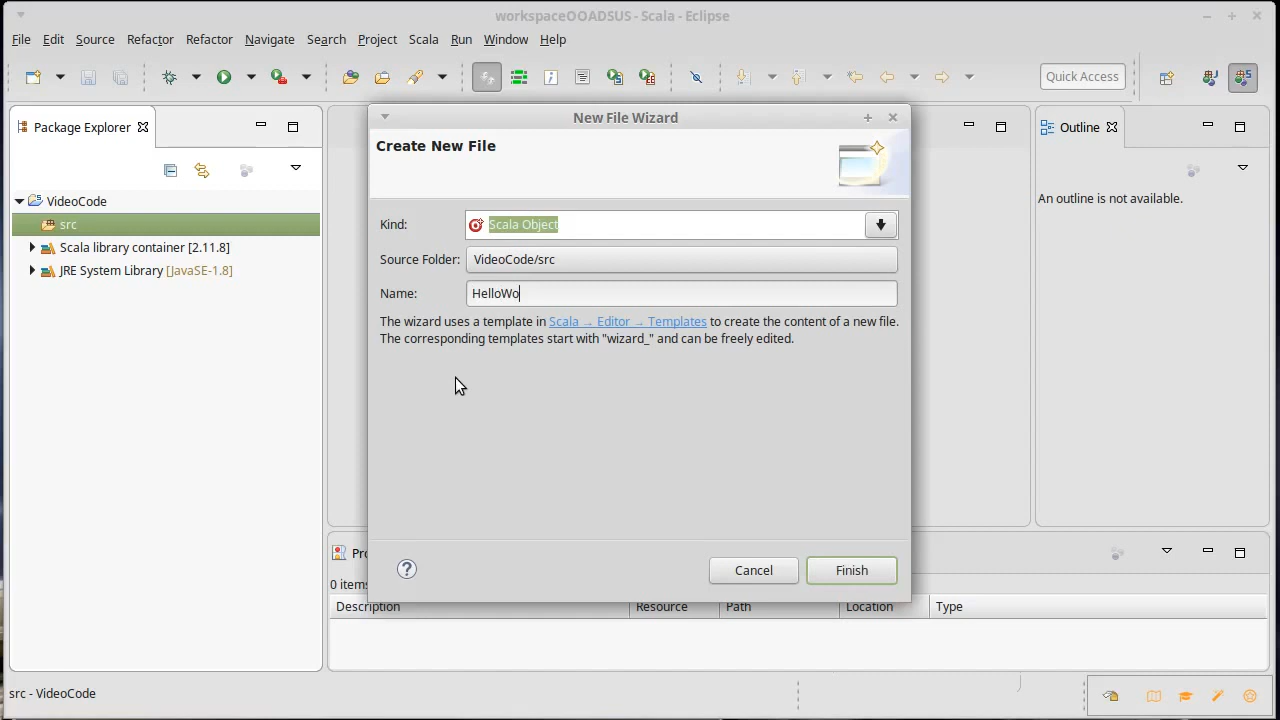 workspaceOOADSUS - Scala - Eclipse
File Edit Source Refactor Refactor Navigate Search Project Scala Run Window Help
Quick Access
Package Explorer
Outline
New File Wizard
Create New File
An outline is not available.
VideoCode
src
Scala library container [2.11.8]
JRE System Library [JavaSE-1.8]
Kind: Scala Object
Source Folder: VideoCode/src
Name: HelloWo
The wizard uses a template in Scala → Editor → Templates to create the content of a new file.
The corresponding templates start with "wizard_" and can be freely edited.
Cancel Finish
Pro
0 items
Description Resource Path Location Type
src - VideoCode